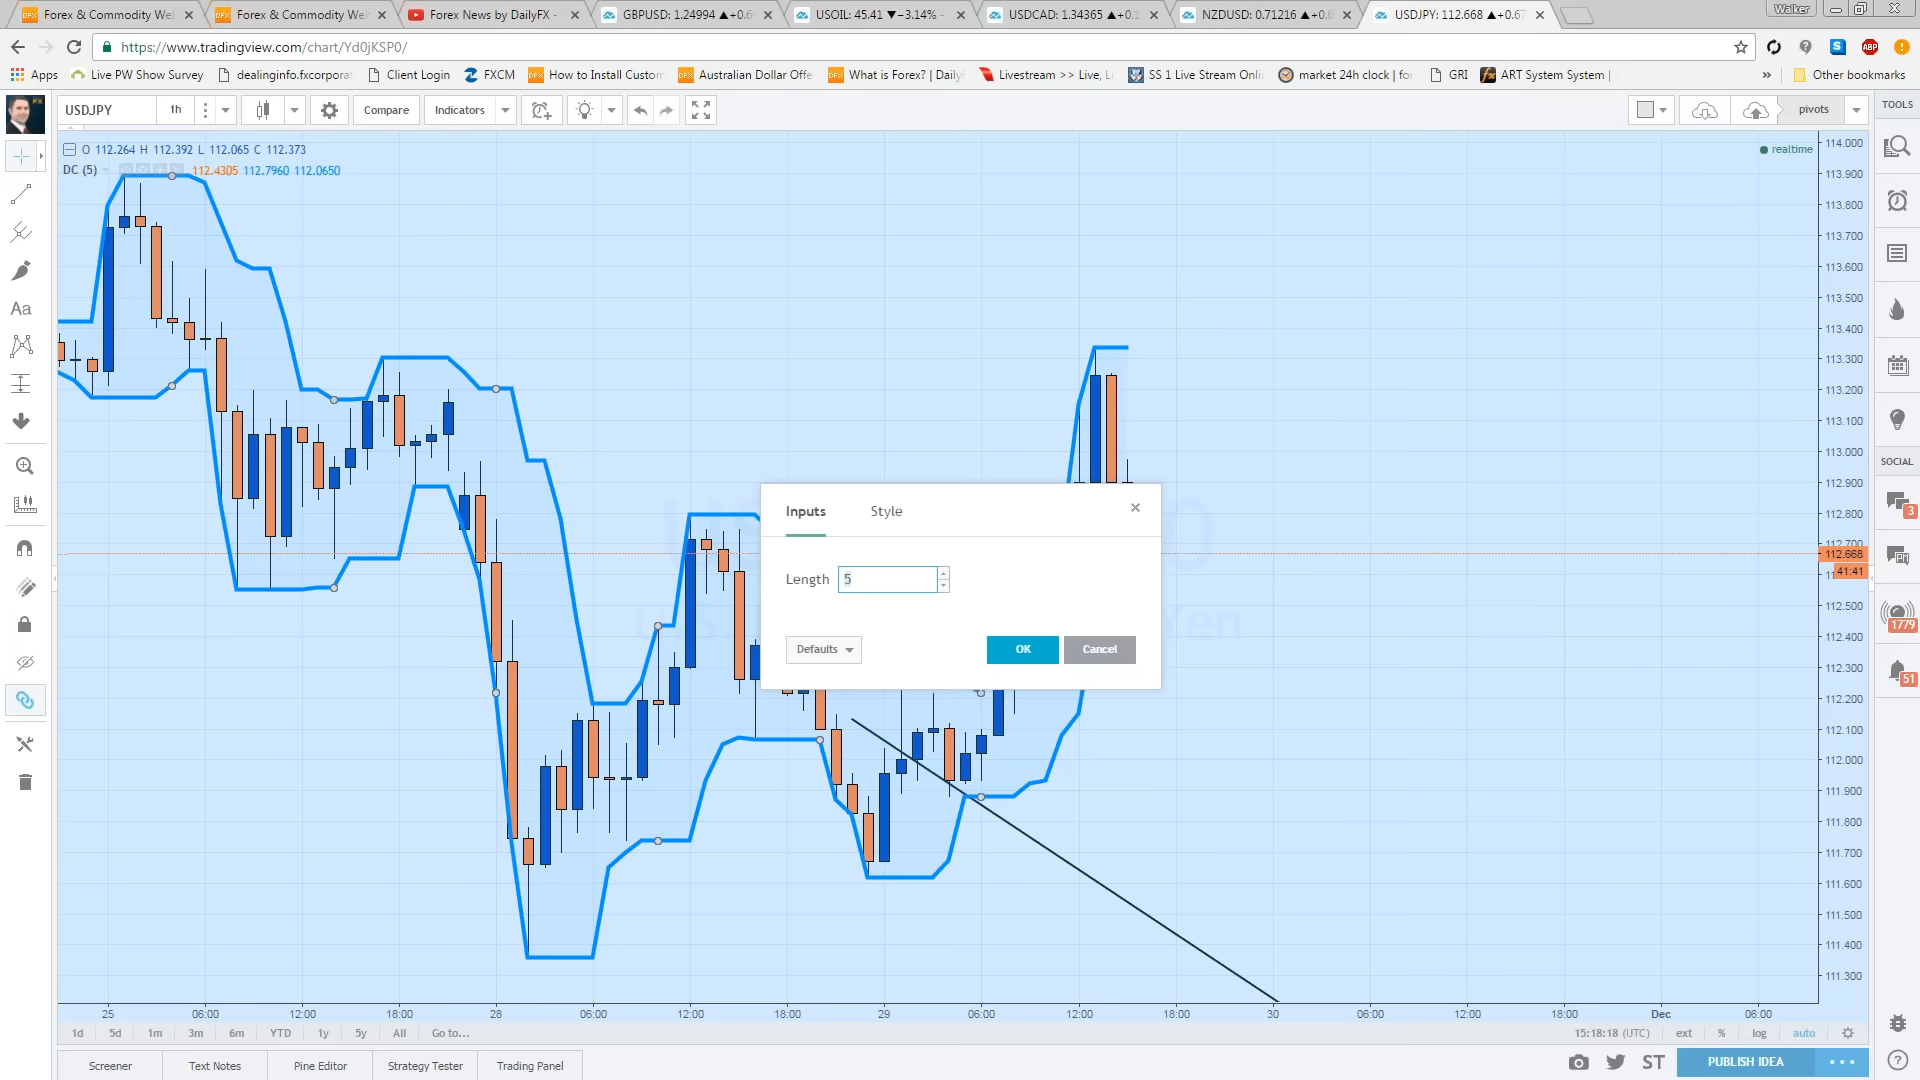 Forex & Commodity We
Forex & Commodity We
Forex News by DailyFX -
GBPUSD: 1.24994 ▲+0.6
USOIL: 45.41 ▼−3.14% -
USDCAD: 1.34365 ▲+0.1
NZDUSD: 0.71216 ▲+0.6
USDJPY: 112.668 ▲+0.67
Walker
https://www.tradingview.com/chart/Yd0jKSP0/
Apps
Live PW Show Survey
dealinginfo.fxcorporat
Client Login
FXCM
How to Install Custom
Australian Dollar Offe
What is Forex? | Daily
Livestream >> Live, Li
SS 1 Live Stream Onli
market 24h clock | fo
GRI
ART System System |
»
Other bookmarks
USDJPY
1h
Compare
Indicators
pivots
TOOLS
O 112.264 H 112.392 L 112.065 C 112.373
DC (5) 112.4305 112.7960 112.0650
realtime
114.000
113.900
113.800
113.700
113.600
113.500
113.400
113.300
113.200
113.100
113.000
112.900
112.800
112.700
112.668
41:41
112.500
112.400
112.300
112.200
112.100
112.000
111.900
111.800
111.700
111.600
111.500
111.400
111.300
Aa
SOCIAL
3
1779
51
Inputs
Style
×
Length 5
Defaults
OK
Cancel
Yen
25 06:00 12:00 18:00 28 06:00 12:00 18:00 29 06:00 12:00 18:00 30 06:00 12:00 18:00 Dec 06:00
1d 5d 1m 3m 6m YTD 1y 5y All Go to...
15:18:18 (UTC) ext % log auto
Screener
Text Notes
Pine Editor
Strategy Tester
Trading Panel
ST
PUBLISH IDEA